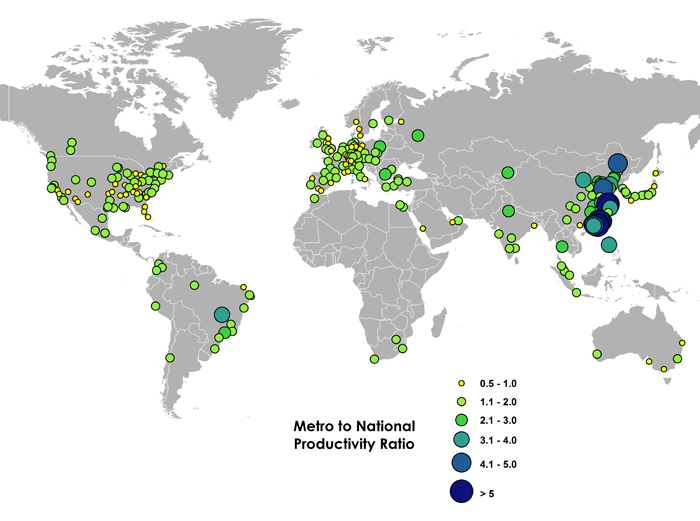 Metro to National
Productivity Ratio
0.5 - 1.0
1.1 - 2.0
2.1 - 3.0
3.1 - 4.0
4.1 - 5.0
> 5